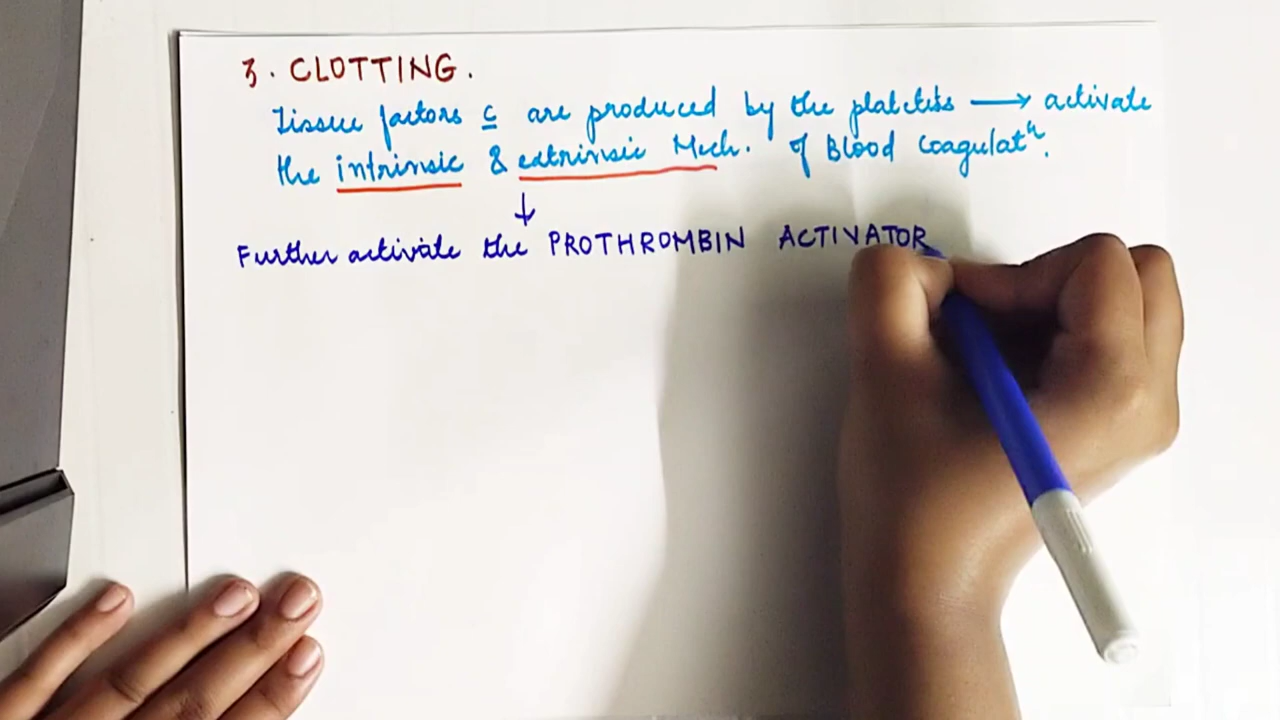 3. CLOTTING.
Tissue factors c are produced by the platelets → activate
the intrinsic & extrinsic Mech. of Blood Coagulatⁿ.
↓
Further activate the PROTHROMBIN ACTIVATOR